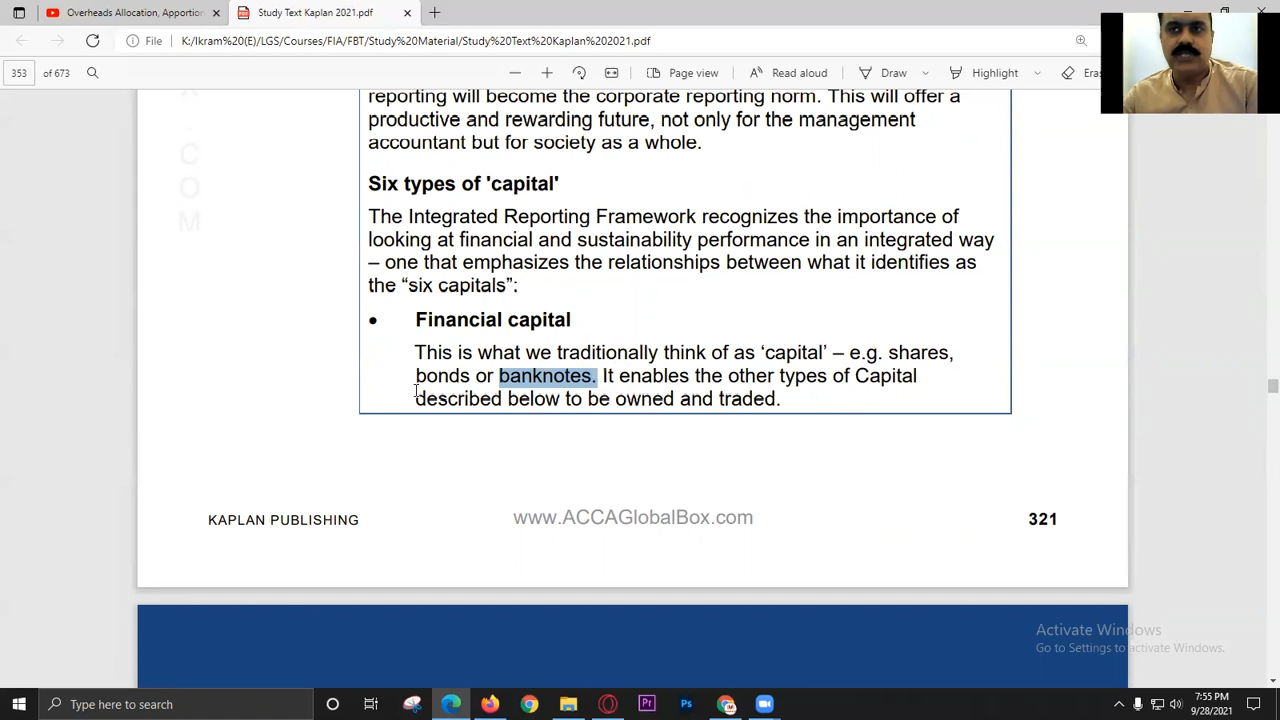 Overheads Allocation, Apportion
Study Text Kaplan 2021.pdf
File
K:/Ikram%20(E)/LGS/Courses/FIA/FBT/Study%20Material/Study%20Text%20Kaplan%202021.pdf
353 of 673
Page view
Read aloud
Draw
Highlight
Eras
reporting will become the corporate reporting norm. This will offer a
productive and rewarding future, not only for the management
accountant but for society as a whole.
C
O
M
Six types of 'capital'
The Integrated Reporting Framework recognizes the importance of
looking at financial and sustainability performance in an integrated way
– one that emphasizes the relationships between what it identifies as
the “six capitals”:
• Financial capital
This is what we traditionally think of as ‘capital’ – e.g. shares,
bonds or banknotes. It enables the other types of Capital
described below to be owned and traded.
KAPLAN PUBLISHING
www.ACCAGlobalBox.com
321
Activate Windows
Go to Settings to activate Windows.
Type here to search
7:55 PM
9/28/2021